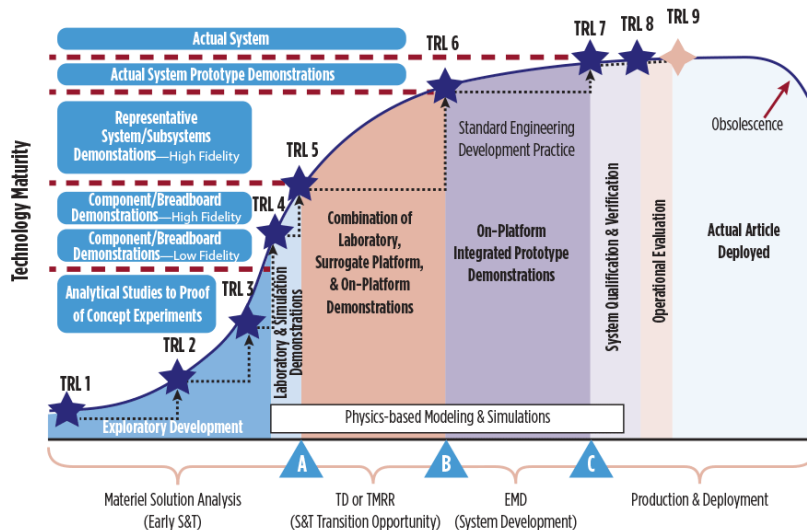 Actual System
Actual System Prototype Demonstrations
Representative
System/Subsystems
Demonstations—High Fidelity
Component/Breadboard
Demonstrations—High Fidelity
Component/Breadboard
Demonstrations—Low Fidelity
Analytical Studies to Proof
of Concept Experiments
Technology Maturity
TRL 1
TRL 2
TRL 3
TRL 4
TRL 5
TRL 6
TRL 7
TRL 8
TRL 9
Obsolescence
Standard Engineering
Development Practice
Exploratory Development
Laboratory & Simulation
Demonstrations
Combination of
Laboratory,
Surrogate Platform,
& On-Platform
Demonstrations
On-Platform
Integrated Prototype
Demonstrations
System Qualification & Verification
Operational Evaluation
Actual Article
Deployed
Physics-based Modeling & Simulations
A
B
C
Materiel Solution Analysis
(Early S&T)
TD or TMRR
(S&T Transition Opportunity)
EMD
(System Development)
Production & Deployment